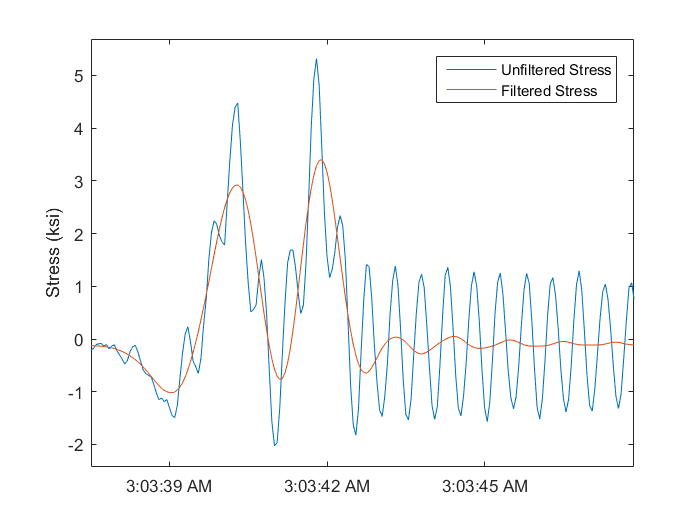 Unfiltered Stress
Filtered Stress
Stress (ksi)
5
4
3
2
1
0
-1
-2
3:03:39 AM
3:03:42 AM
3:03:45 AM